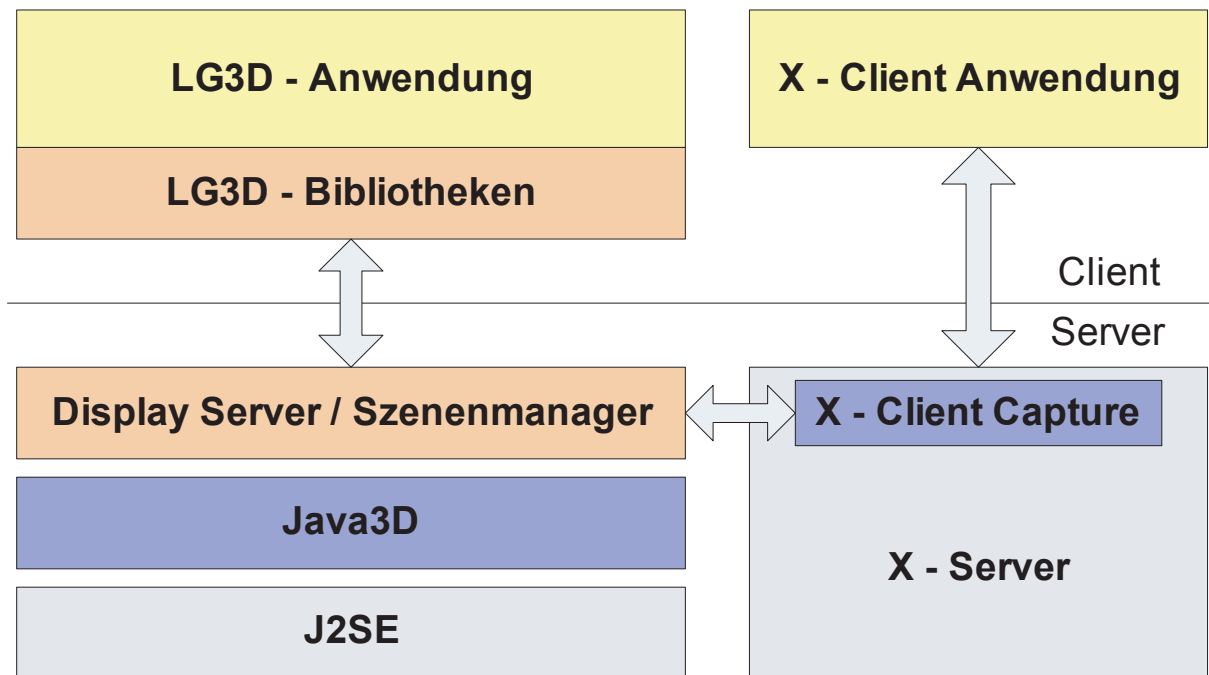 LG3D - Anwendung
X - Client Anwendung
LG3D - Bibliotheken
Client
Server
Display Server / Szenenmanager
X - Client Capture
Java3D
X - Server
J2SE